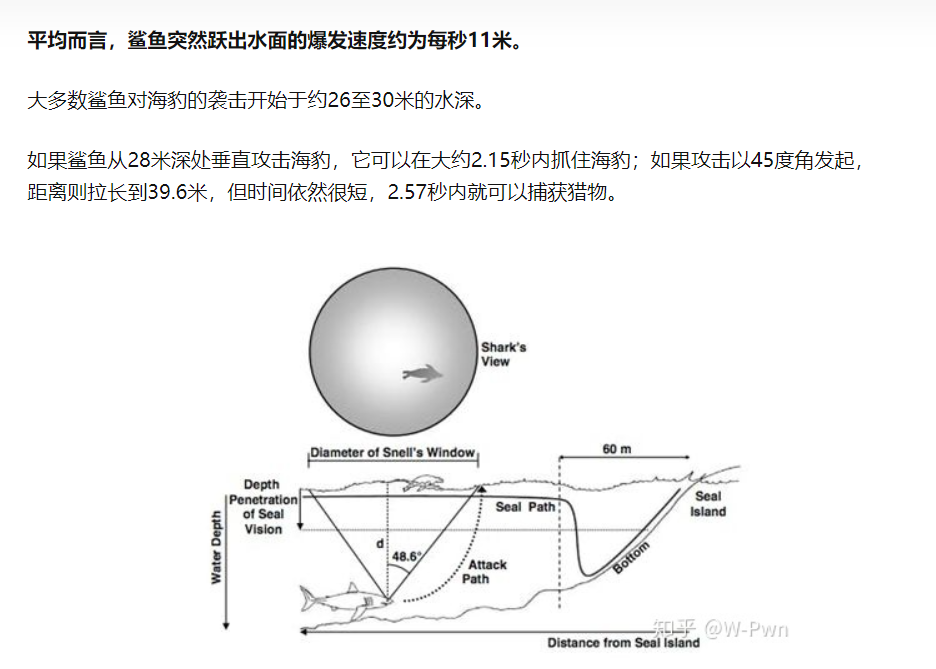 平均而言，鲨鱼突然跃出水面的爆发速度约为每秒11米。
大多数鲨鱼对海豹的袭击开始于约26至30米的水深。
如果鲨鱼从28米深处垂直攻击海豹，它可以在大约2.15秒内抓住海豹；如果攻击以45度角发起，
距离则拉长到39.6米，但时间依然很短，2.57秒内就可以捕获猎物。
Shark's
View
Diameter of Snell's Window
60 m
Depth
Penetration
of Seal
Vision
Seal Path
Seal
Island
Water Depth
d
48.6°
Attack
Path
Bottom
知乎 @W-Pwn
Distance from Seal Island